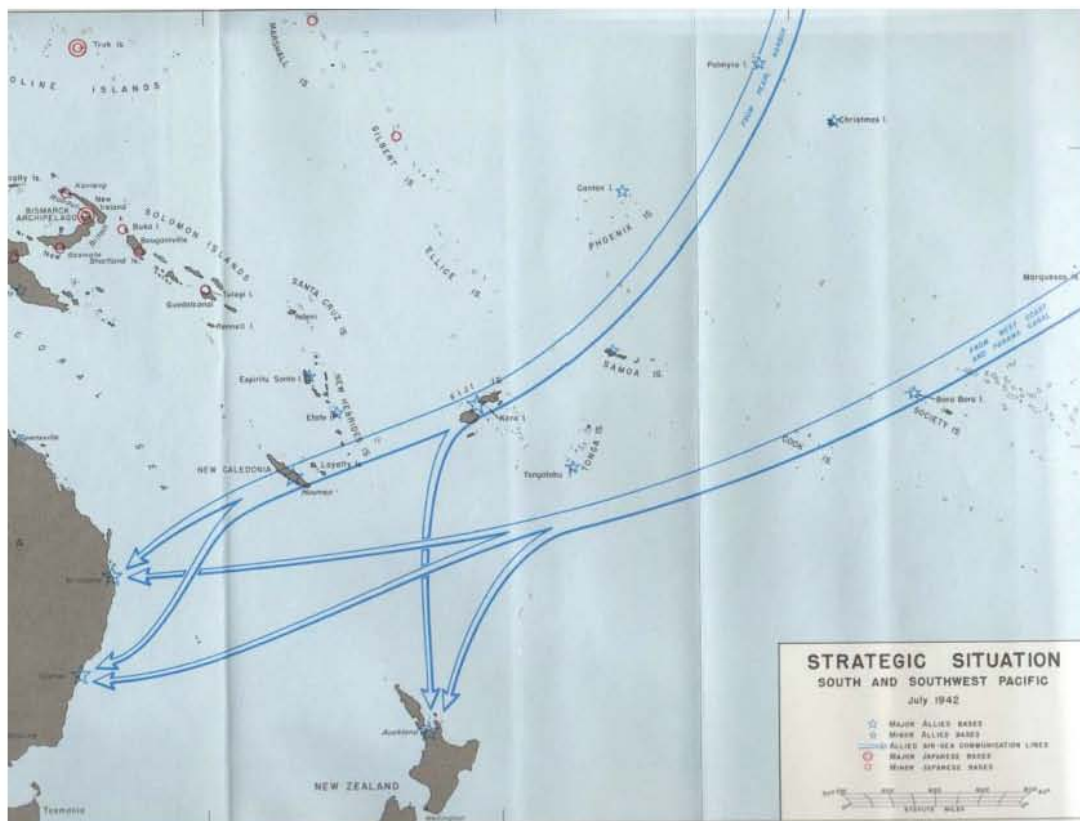 Truk Is.
OLINE ISLANDS
MARSHALL IS.
GILBERT IS.
ELLICE IS.
Palmyra I.
FROM PEARL HARBOR
Christmas I.
Canton I.
PHOENIX IS.
Kavieng
New
Ireland
BISMARCK
ARCHIPELAGO
Rabaul
Buka I.
Bougainville
Shortland Is.
New
SOLOMON ISLANDS
Tulagi I.
Guadalcanal
Rennell I.
SANTA CRUZ IS.
Ndeni
Marquesas Is.
FROM WEST COAST
AND PANAMA CANAL
CORAL
SEA
Espiritu Santo I.
Efate I.
NEW HEBRIDES IS.
FIJI IS.
Koro I.
SAMOA IS.
Bora Bora I.
SOCIETY IS.
COOK IS.
Tongatabu
TONGA IS.
Townsville
NEW CALEDONIA
Loyalty Is.
Noumea
A
Brisbane
Sydney
Auckland
NEW ZEALAND
Wellington
Tasmania
STRATEGIC SITUATION
SOUTH AND SOUTHWEST PACIFIC
July 1942
MAJOR ALLIED BASES
MINOR ALLIED BASES
ALLIED AIR-SEA COMMUNICATION LINES
MAJOR JAPANESE BASES
MINOR JAPANESE BASES
STATUTE MILES